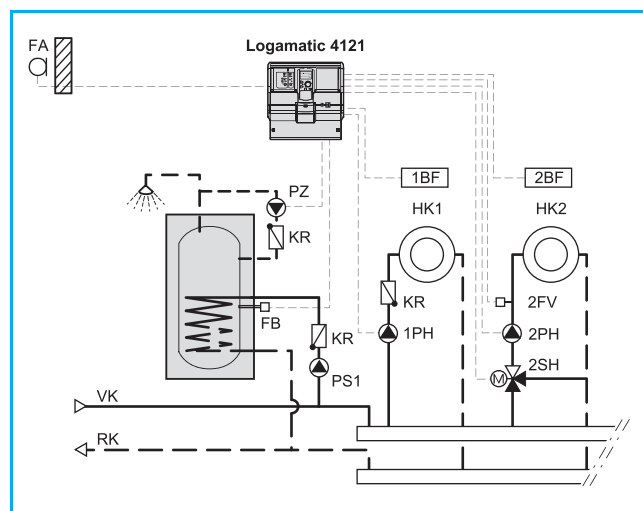 FA
Logamatic 4121
1BF
2BF
PZ
HK1
HK2
KR
KR
2FV
FB
KR
1PH
2PH
2SH
PS1
M
VK
RK